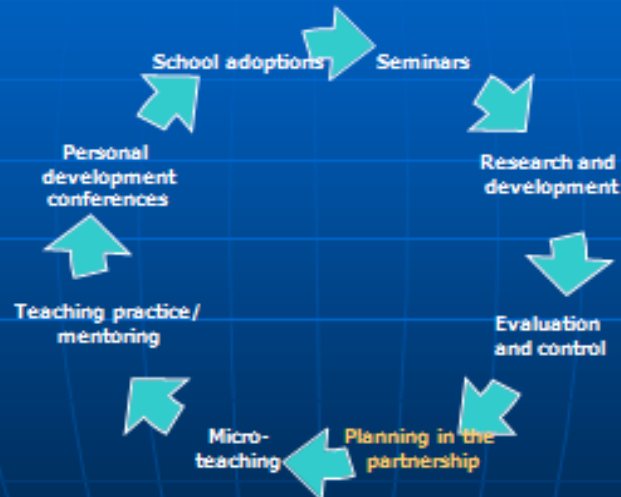 School adoptions
Seminars
Research and
development
Evaluation
and control
Planning in the
partnership
Micro-
teaching
Teaching practice/
mentoring
Personal
development
conferences